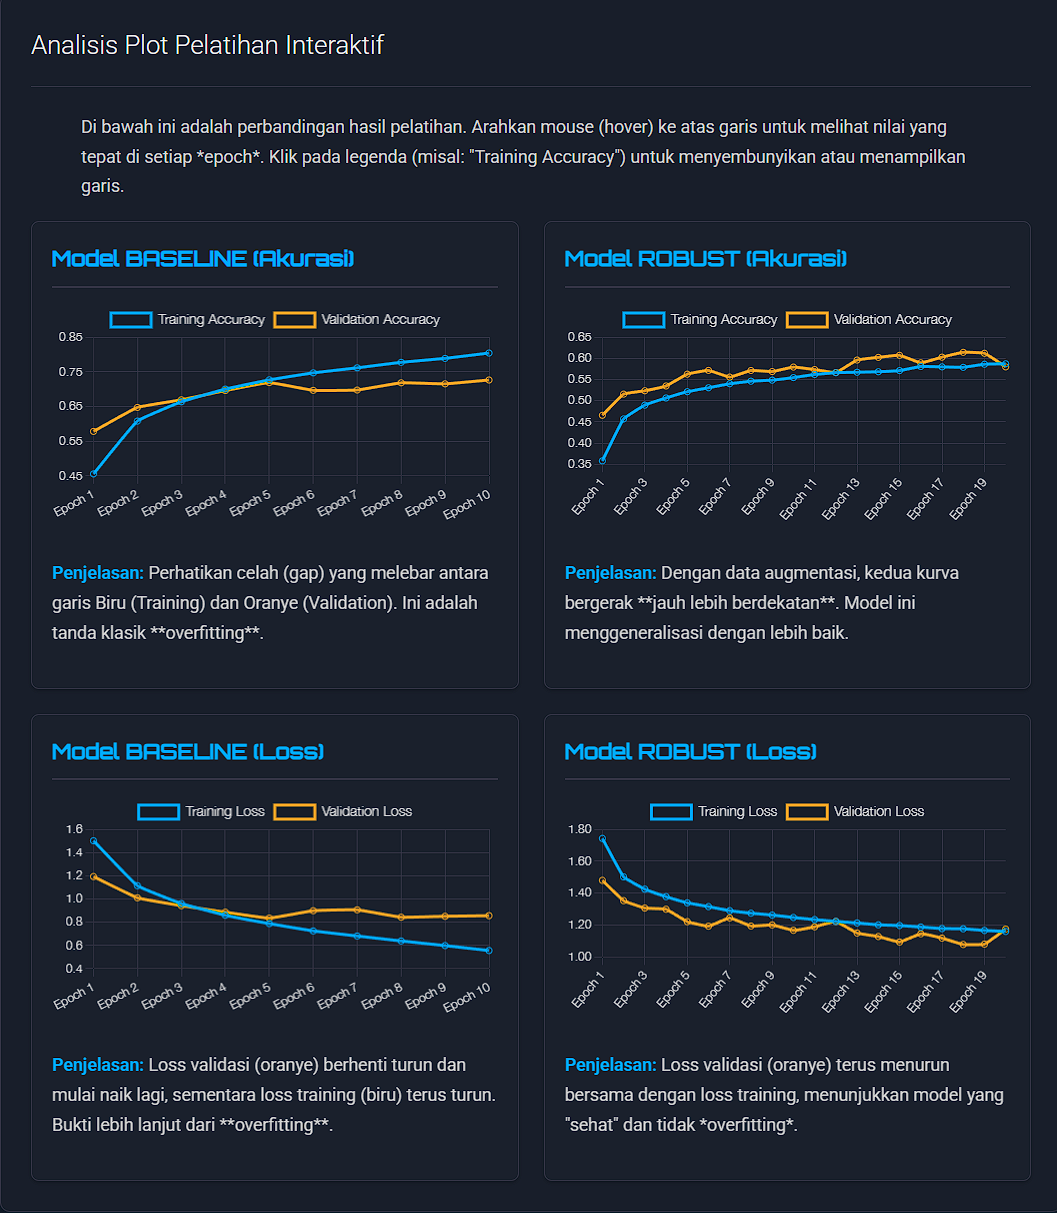 Analisis Plot Pelatihan Interaktif
Di bawah ini adalah perbandingan hasil pelatihan. Arahkan mouse (hover) ke atas garis untuk melihat nilai yang
tepat di setiap *epoch*. Klik pada legenda (misal: "Training Accuracy") untuk menyembunyikan atau menampilkan
garis.
Model BASELINE (Akurasi)
Training Accuracy Validation Accuracy
0.85
0.75
0.65
0.55
0.45
Epoch 1 Epoch 2 Epoch 3 Epoch 4 Epoch 5 Epoch 6 Epoch 7 Epoch 8 Epoch 9 Epoch 10
Penjelasan: Perhatikan celah (gap) yang melebar antara
garis Biru (Training) dan Oranye (Validation). Ini adalah
tanda klasik **overfitting**.
Model ROBUST (Akurasi)
Training Accuracy Validation Accuracy
0.65
0.60
0.55
0.50
0.45
0.40
0.35
Epoch 1 Epoch 3 Epoch 5 Epoch 7 Epoch 9 Epoch 11 Epoch 13 Epoch 15 Epoch 17 Epoch 19
Penjelasan: Dengan data augmentasi, kedua kurva
bergerak **jauh lebih berdekatan**. Model ini
menggeneralisasi dengan lebih baik.
Model BASELINE (Loss)
Training Loss Validation Loss
1.6
1.4
1.2
1.0
0.8
0.6
0.4
Epoch 1 Epoch 2 Epoch 3 Epoch 4 Epoch 5 Epoch 6 Epoch 7 Epoch 8 Epoch 9 Epoch 10
Penjelasan: Loss validasi (oranye) berhenti turun dan
mulai naik lagi, sementara loss training (biru) terus turun.
Bukti lebih lanjut dari **overfitting**.
Model ROBUST (Loss)
Training Loss Validation Loss
1.80
1.60
1.40
1.20
1.00
Epoch 1 Epoch 3 Epoch 5 Epoch 7 Epoch 9 Epoch 11 Epoch 13 Epoch 15 Epoch 17 Epoch 19
Penjelasan: Loss validasi (oranye) terus menurun
bersama dengan loss training, menunjukkan model yang
"sehat" dan tidak *overfitting*.